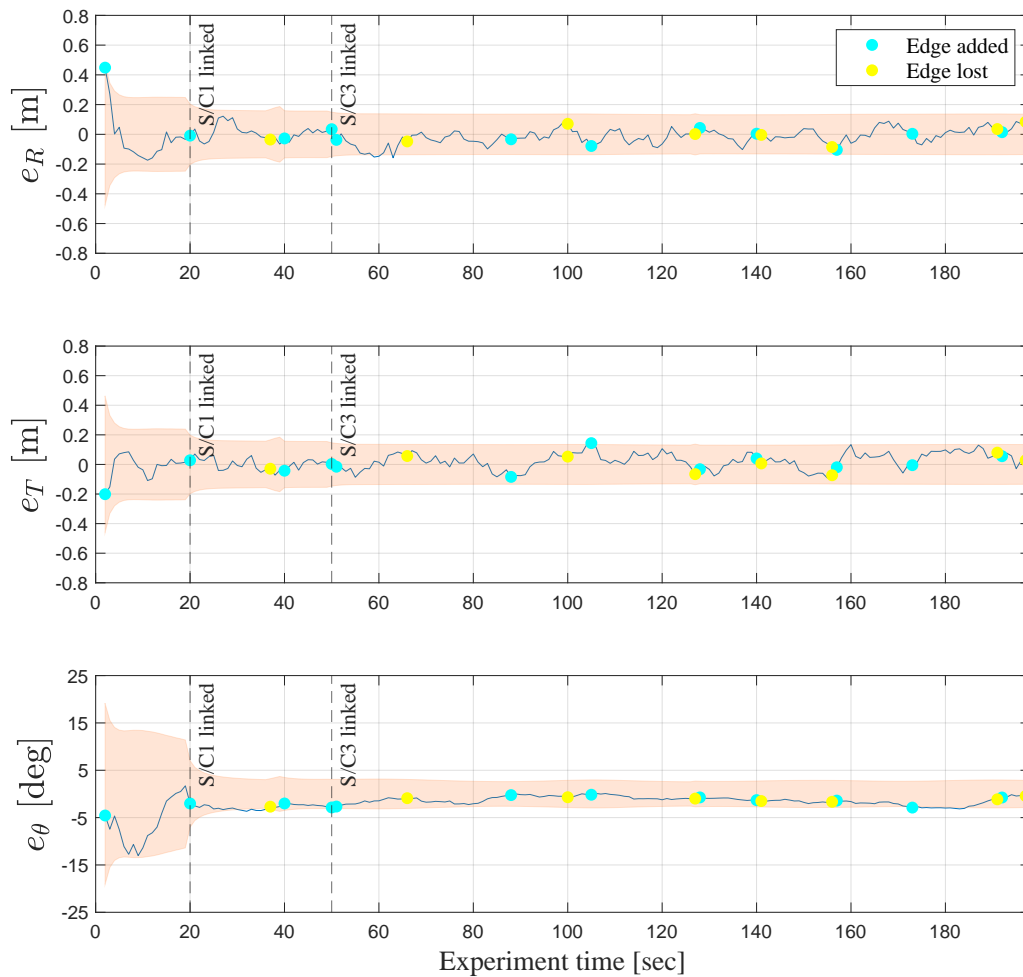 0.8
0.6
0.4
0.2
0
-0.2
-0.4
-0.6
-0.8
e_R [m]
S/C1 linked
S/C3 linked
Edge added
Edge lost
0 20 40 60 80 100 120 140 160 180
0.8
0.6
0.4
0.2
0
-0.2
-0.4
-0.6
-0.8
e_T [m]
S/C1 linked
S/C3 linked
0 20 40 60 80 100 120 140 160 180
25
15
5
-5
-15
-25
e_θ [deg]
S/C1 linked
S/C3 linked
0 20 40 60 80 100 120 140 160 180
Experiment time [sec]